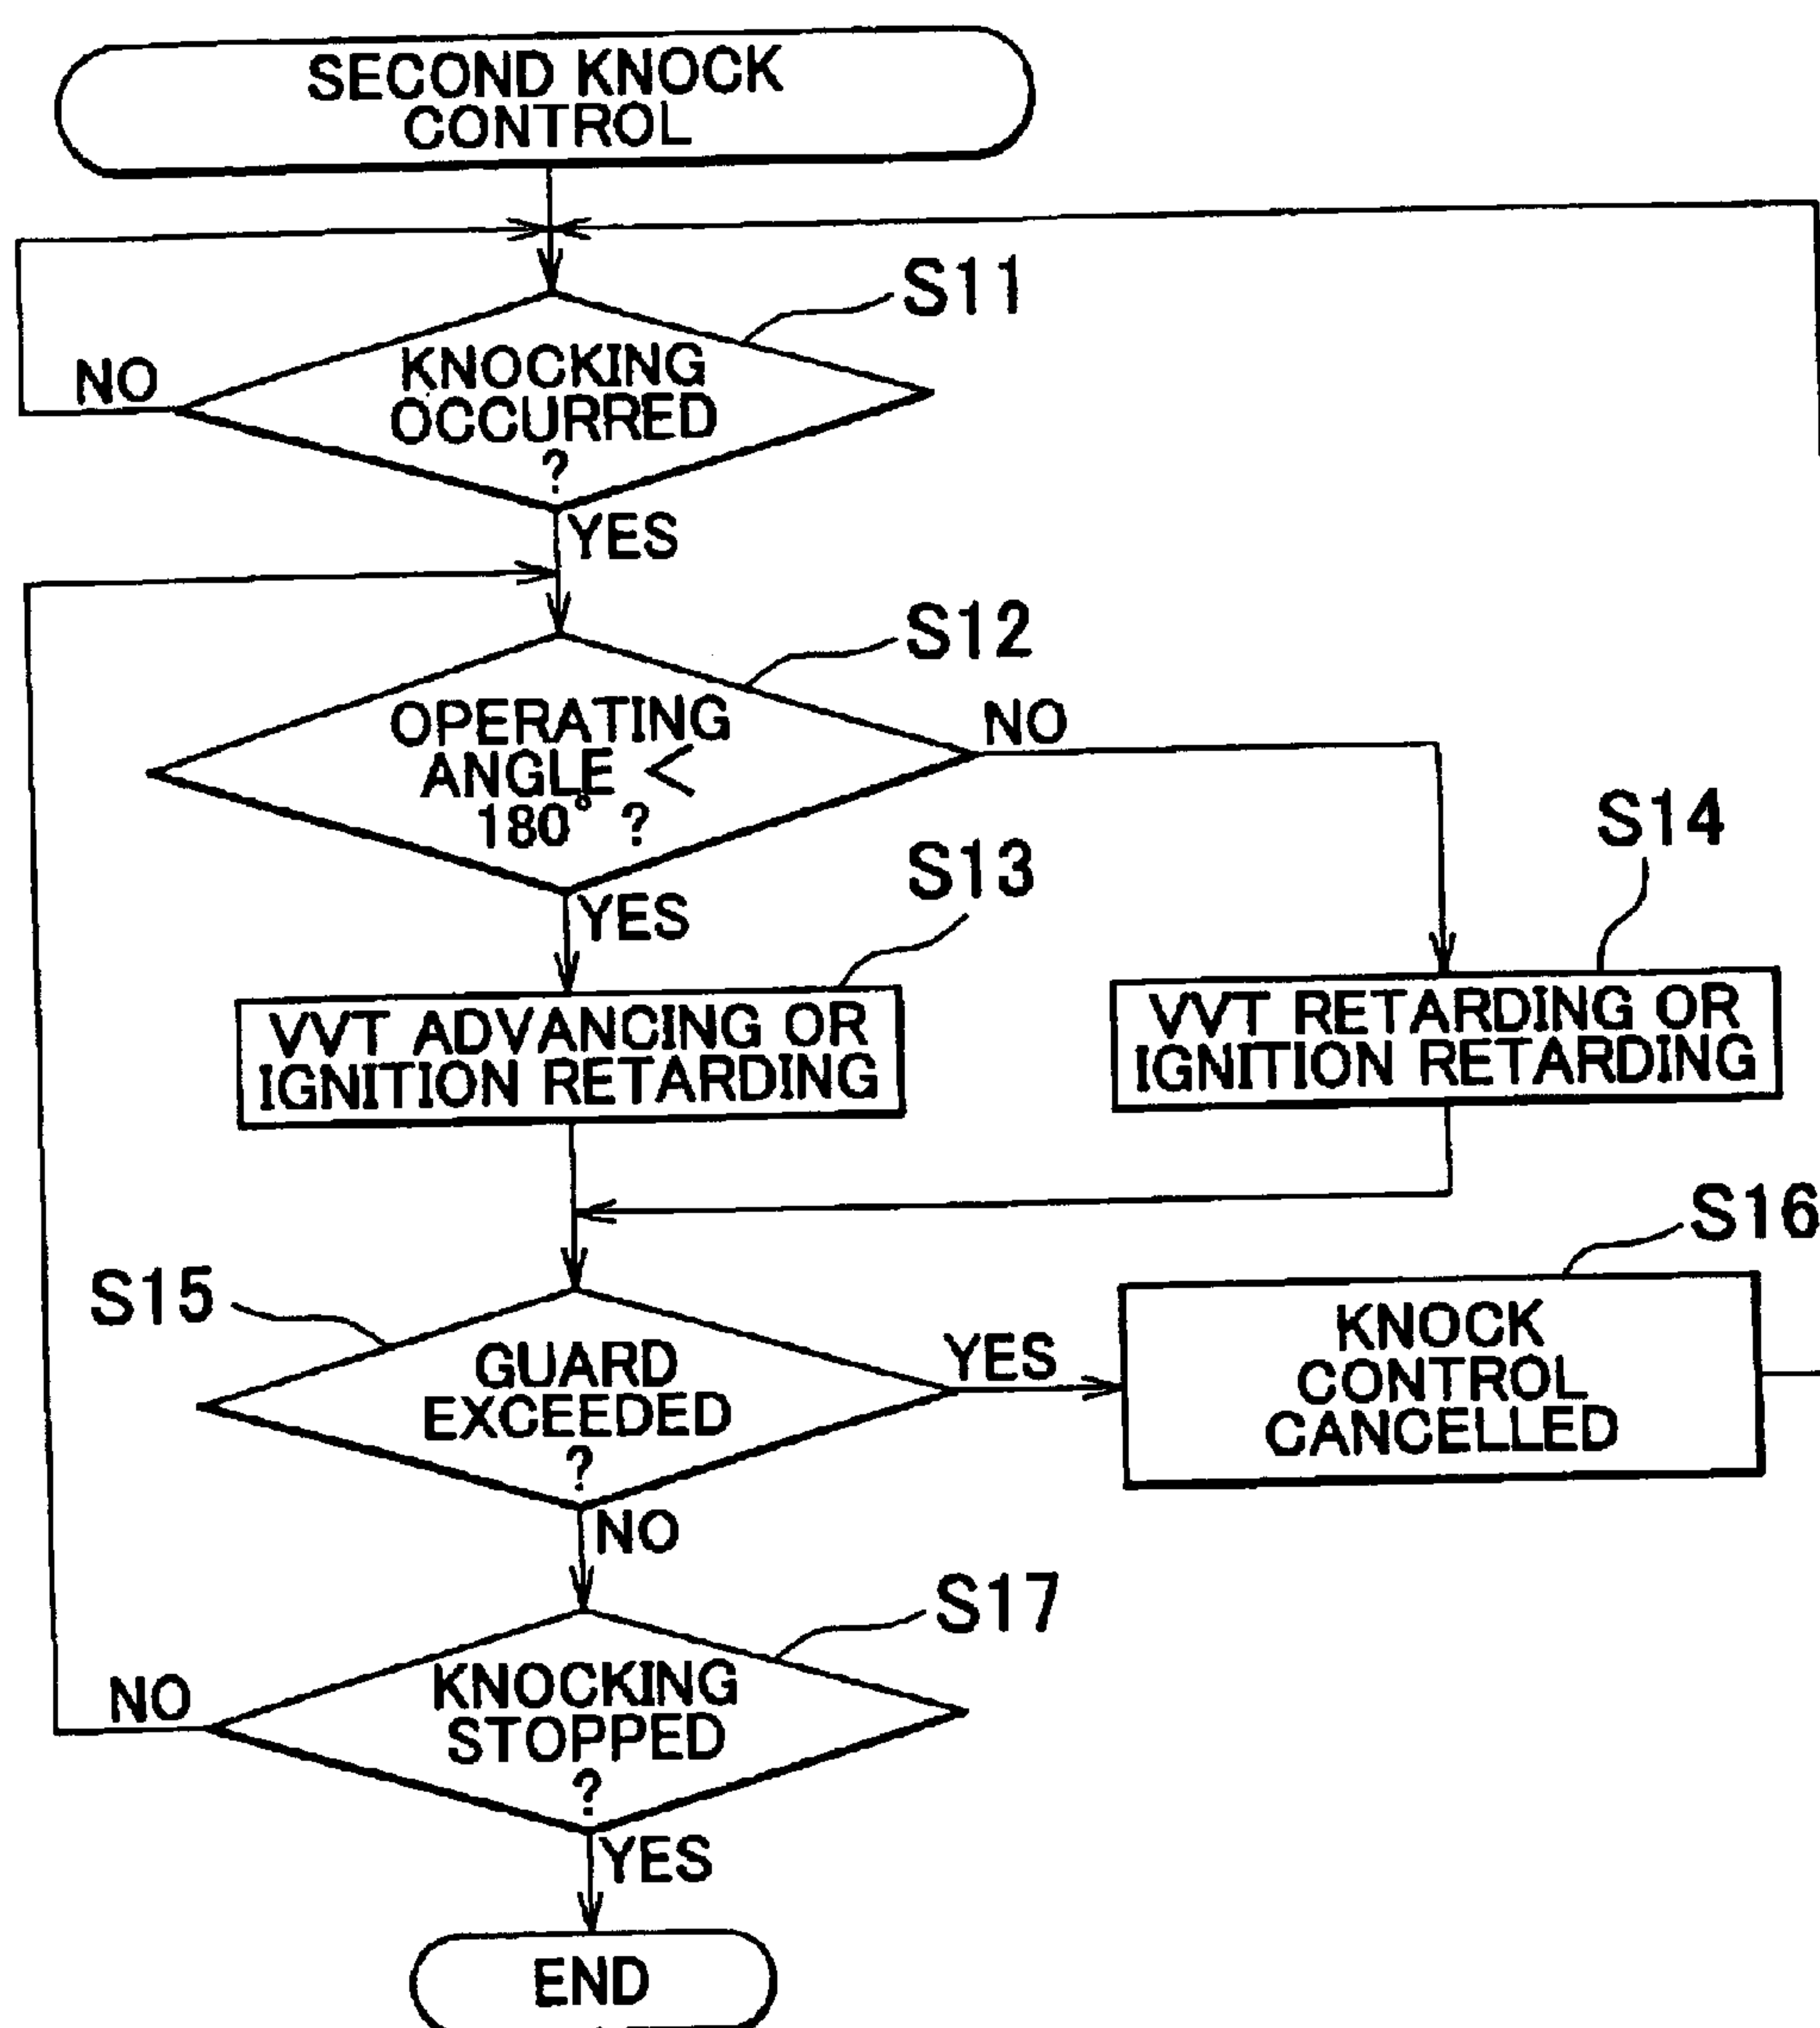 SECOND KNOCK
CONTROL
S11
KNOCKING
OCCURRED
?
NO
YES
S12
OPERATING
ANGLE <
180° ?
NO
YES
S13
VVT ADVANCING OR
IGNITION RETARDING
S14
VVT RETARDING OR
IGNITION RETARDING
S15
GUARD
EXCEEDED
?
YES
S16
KNOCK
CONTROL
CANCELLED
NO
S17
KNOCKING
STOPPED
?
NO
YES
END